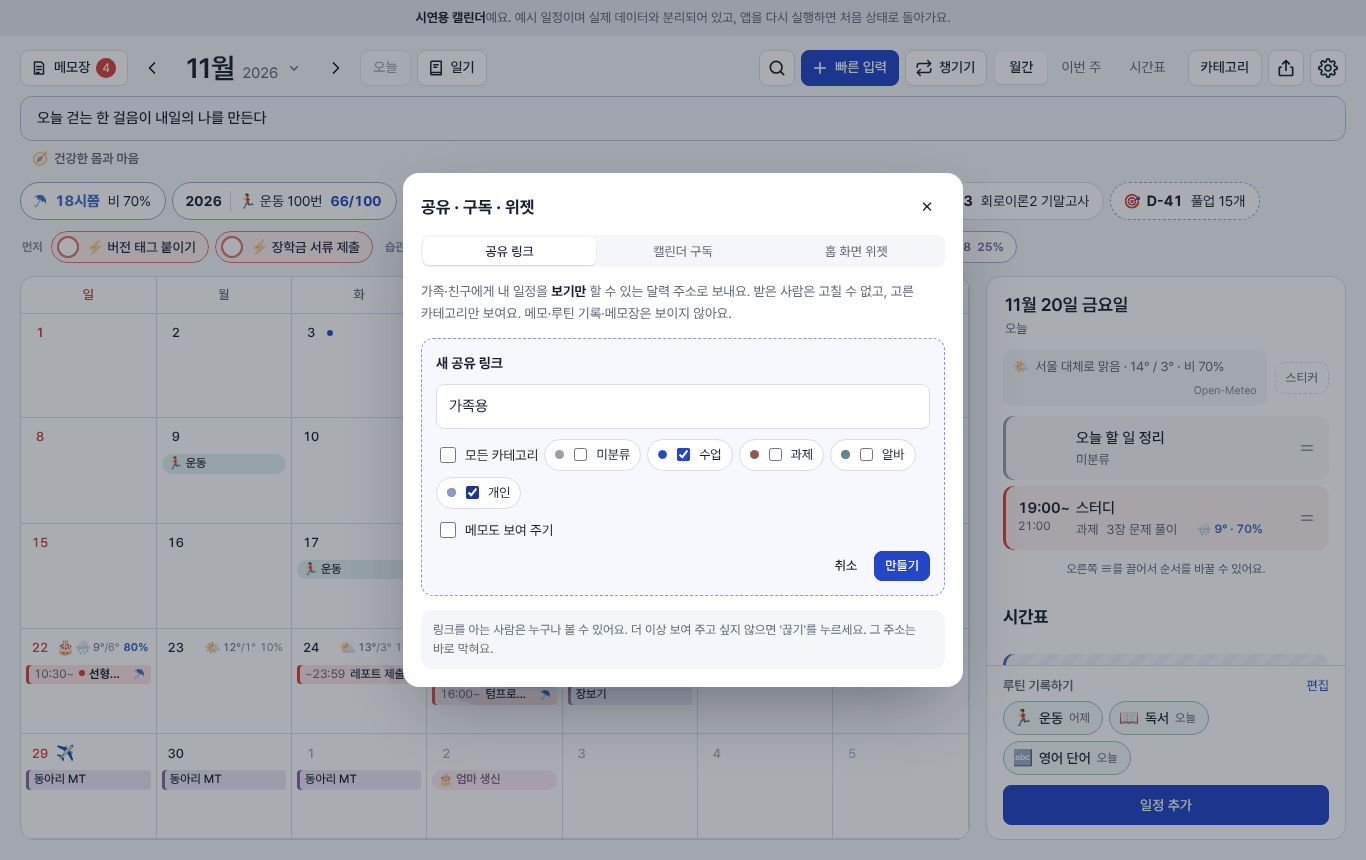 시연용 캘린더예요. 예시 일정이며 실제 데이터와 분리되어 있고, 앱을 다시 실행하면 처음 상태로 돌아가요.
메모장 4 11월 2026 오늘 일기 빠른 입력 챙기기 월간 이번 주 시간표 카테고리
오늘 걷는 한 걸음이 내일의 나를 만든다
건강한 몸과 마음
18시쯤 비 70% 2026 운동 100번 66/100 3 회로이론2 기말고사 D-41 풀업 15개
먼저 버전 태그 붙이기 장학금 서류 제출 8 25%
공유 · 구독 · 위젯
공유 링크 캘린더 구독 홈 화면 위젯
가족·친구에게 내 일정을 보기만 할 수 있는 달력 주소로 보내요. 받은 사람은 고칠 수 없고, 고른
카테고리만 보여요. 메모·루틴 기록·메모장은 보이지 않아요.
새 공유 링크
가족용
모든 카테고리 미분류 수업 과제 알바
개인
메모도 보여 주기
취소 만들기
링크를 아는 사람은 누구나 볼 수 있어요. 더 이상 보여 주고 싶지 않으면 '끊기'를 누르세요. 그 주소는
바로 막혀요.
일 월 화
1 2 3
8 9 10
운동
15 16 17
운동
22 9°/6° 80% 23 12°/1° 10% 24 13°/3°
10:30~ 선형... ~23:59 레포트 제출
16:00~ 텀프로... 장보기
29 30 1 2 3 4 5
동아리 MT 동아리 MT 동아리 MT 엄마 생신
11월 20일 금요일
오늘
서울 대체로 맑음 · 14° / 3° · 비 70%
Open-Meteo
스티커
오늘 할 일 정리
미분류
19:00~ 스터디
21:00 과제 3장 문제 풀이 9° · 70%
오른쪽 ☰를 끌어서 순서를 바꿀 수 있어요.
시간표
루틴 기록하기 편집
운동 어제 독서 오늘
영어 단어 오늘
일정 추가